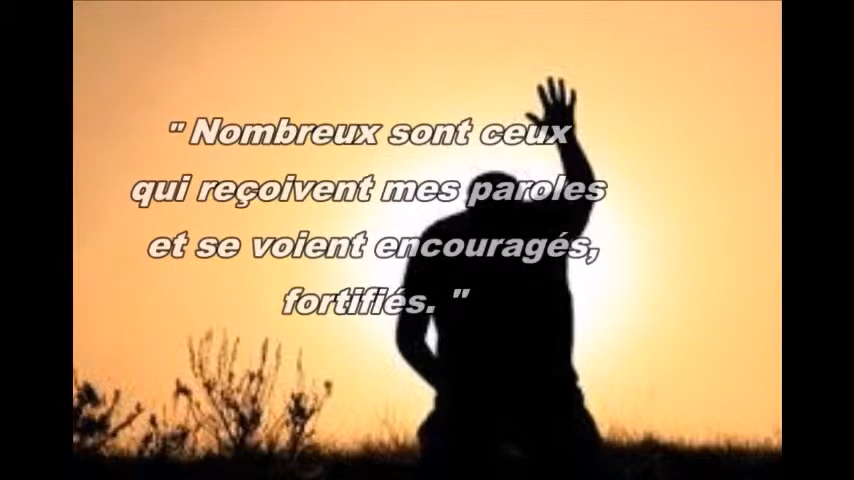 " Nombreux sont ceux
qui reçoivent mes paroles
et se voient encouragés,
fortifiés. "